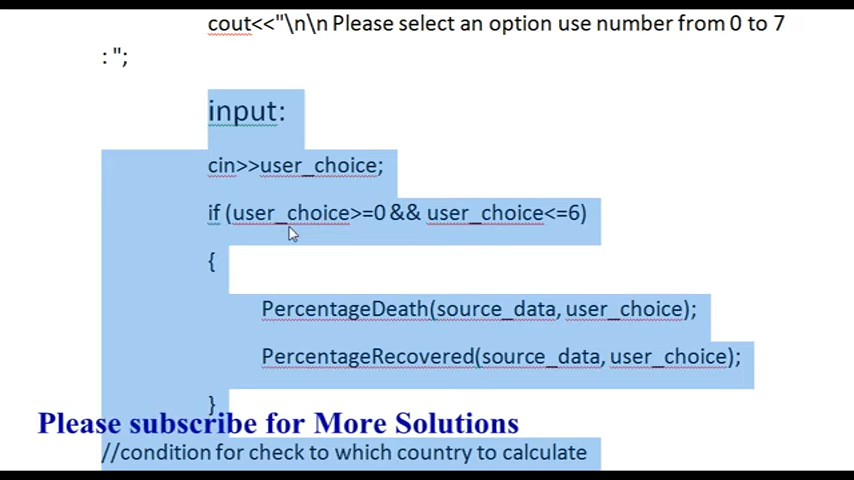 cout<<"\n\n Please select an option use number from 0 to 7
: ";
input:
cin>>user_choice;
if (user_choice>=0 && user_choice<=6)
{
PercentageDeath(source_data, user_choice);
PercentageRecovered(source_data, user_choice);
}
Please subscribe for More Solutions
//condition for check to which country to calculate